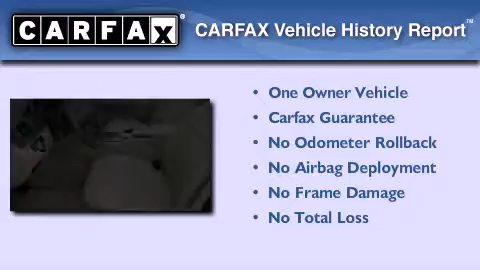 CARFAX® CARFAX Vehicle History Report™
• One Owner Vehicle
• Carfax Guarantee
• No Odometer Rollback
• No Airbag Deployment
• No Frame Damage
• No Total Loss